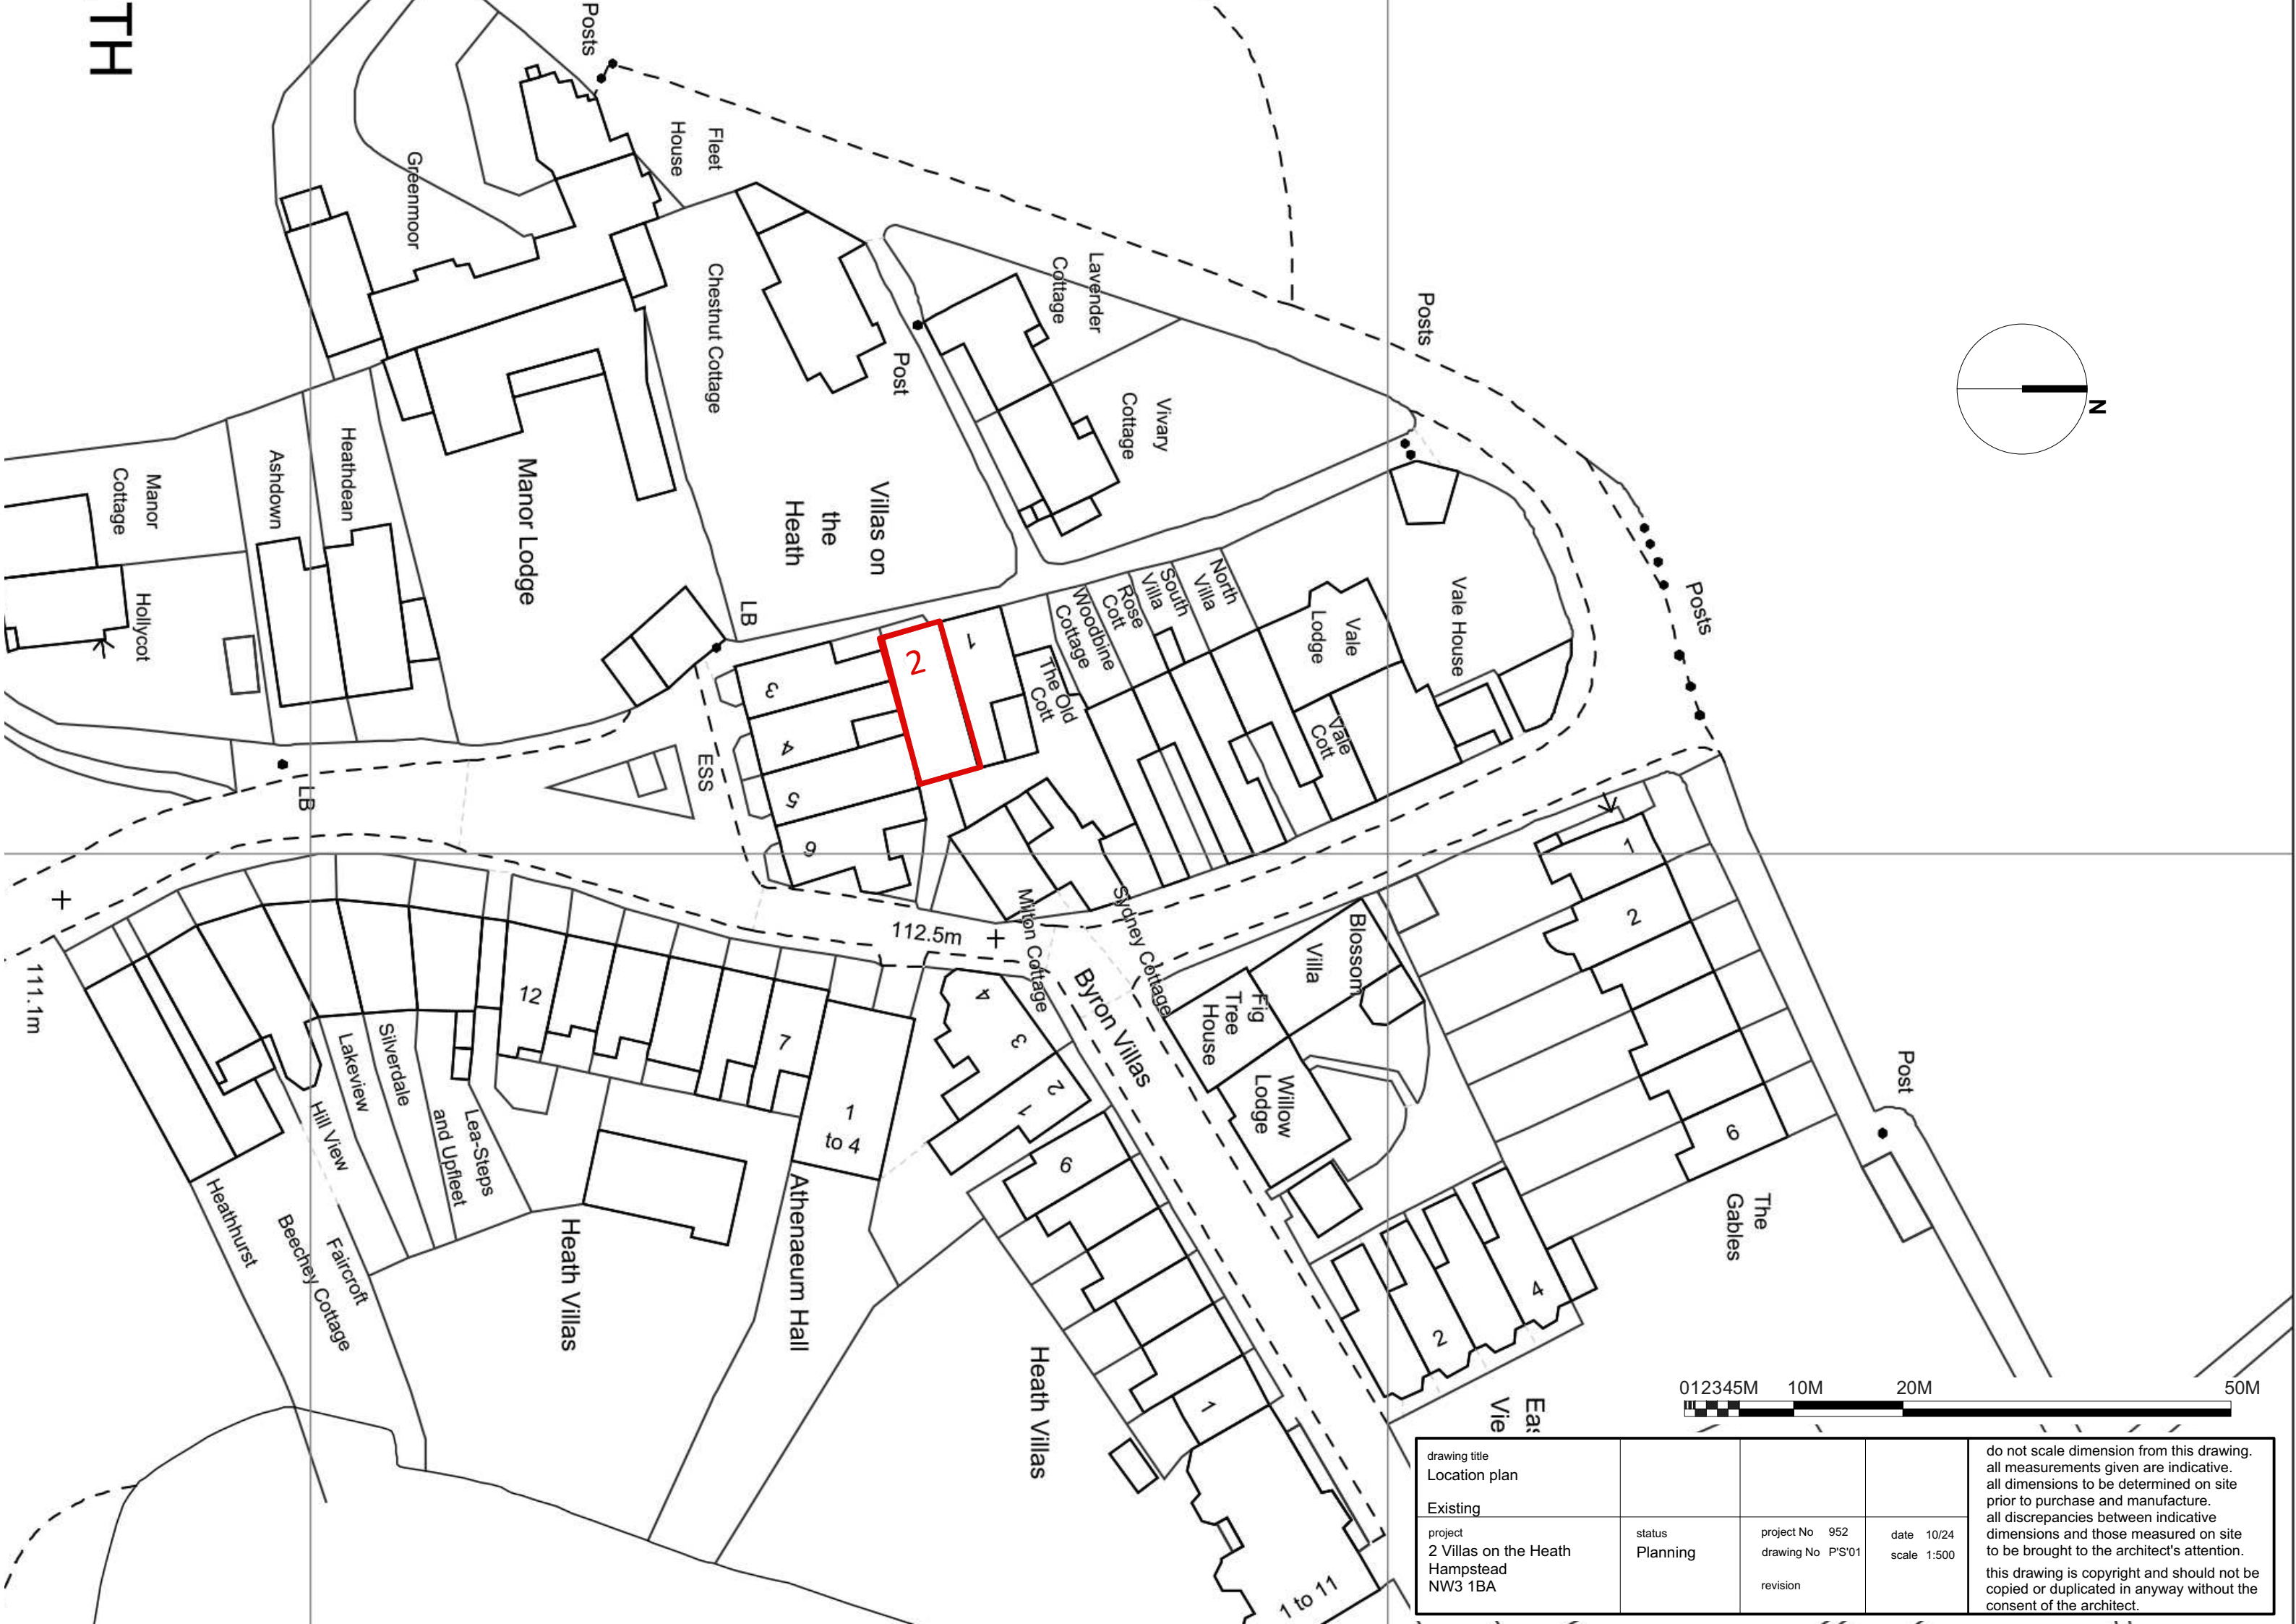 TH
Posts
Fleet
House
Greenmoor
Chestnut Cottage
Lavender
Cottage
Post
Posts
N
Vivary
Cottage
Villas on
the
Heath
Manor Lodge
Heathdean
Ashdown
Manor
Cottage
Hollycot
LB
North
Villa
South
Villa
Rose
Cott
Woodbine
Cottage
The Old
Cott
Vale
Lodge
Vale House
Vale
Cott
Posts
1
2
3
4
5
6
ESS
LB
112.5m
111.1m
Milton Cottage
Sydney Cottage
Byron Villas
Blossom
Villa
Fig
Tree
House
Willow
Lodge
1
2
6
The
Gables
Post
12
7
1
to 4
4
3
2
1
6
1
Silverdale
Lakeview
Hill View
Lea-Steps
and Upfleet
Heathhurst
Beechey Cottage
Faircroft
Heath Villas
Athenaeum Hall
Heath Villas
2
4
Eas
Vie
1 to 11
012345M 10M 20M 50M
drawing title
Location plan
Existing
project
2 Villas on the Heath
Hampstead
NW3 1BA
status
Planning
project No 952
drawing No P'S'01
revision
date 10/24
scale 1:500
do not scale dimension from this drawing.
all measurements given are indicative.
all dimensions to be determined on site
prior to purchase and manufacture.
all discrepancies between indicative
dimensions and those measured on site
to be brought to the architect's attention.
this drawing is copyright and should not be
copied or duplicated in anyway without the
consent of the architect.